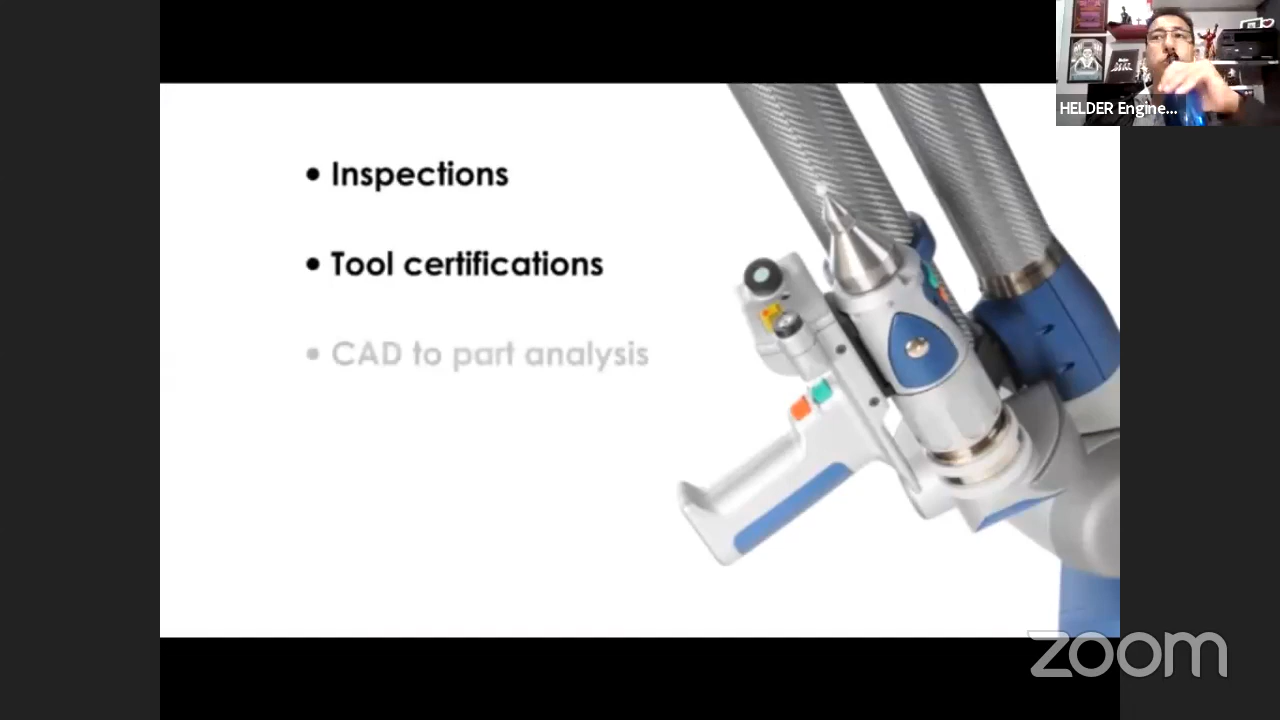 HELDER Engine...
• Inspections
• Tool certifications
• CAD to part analysis
zoom